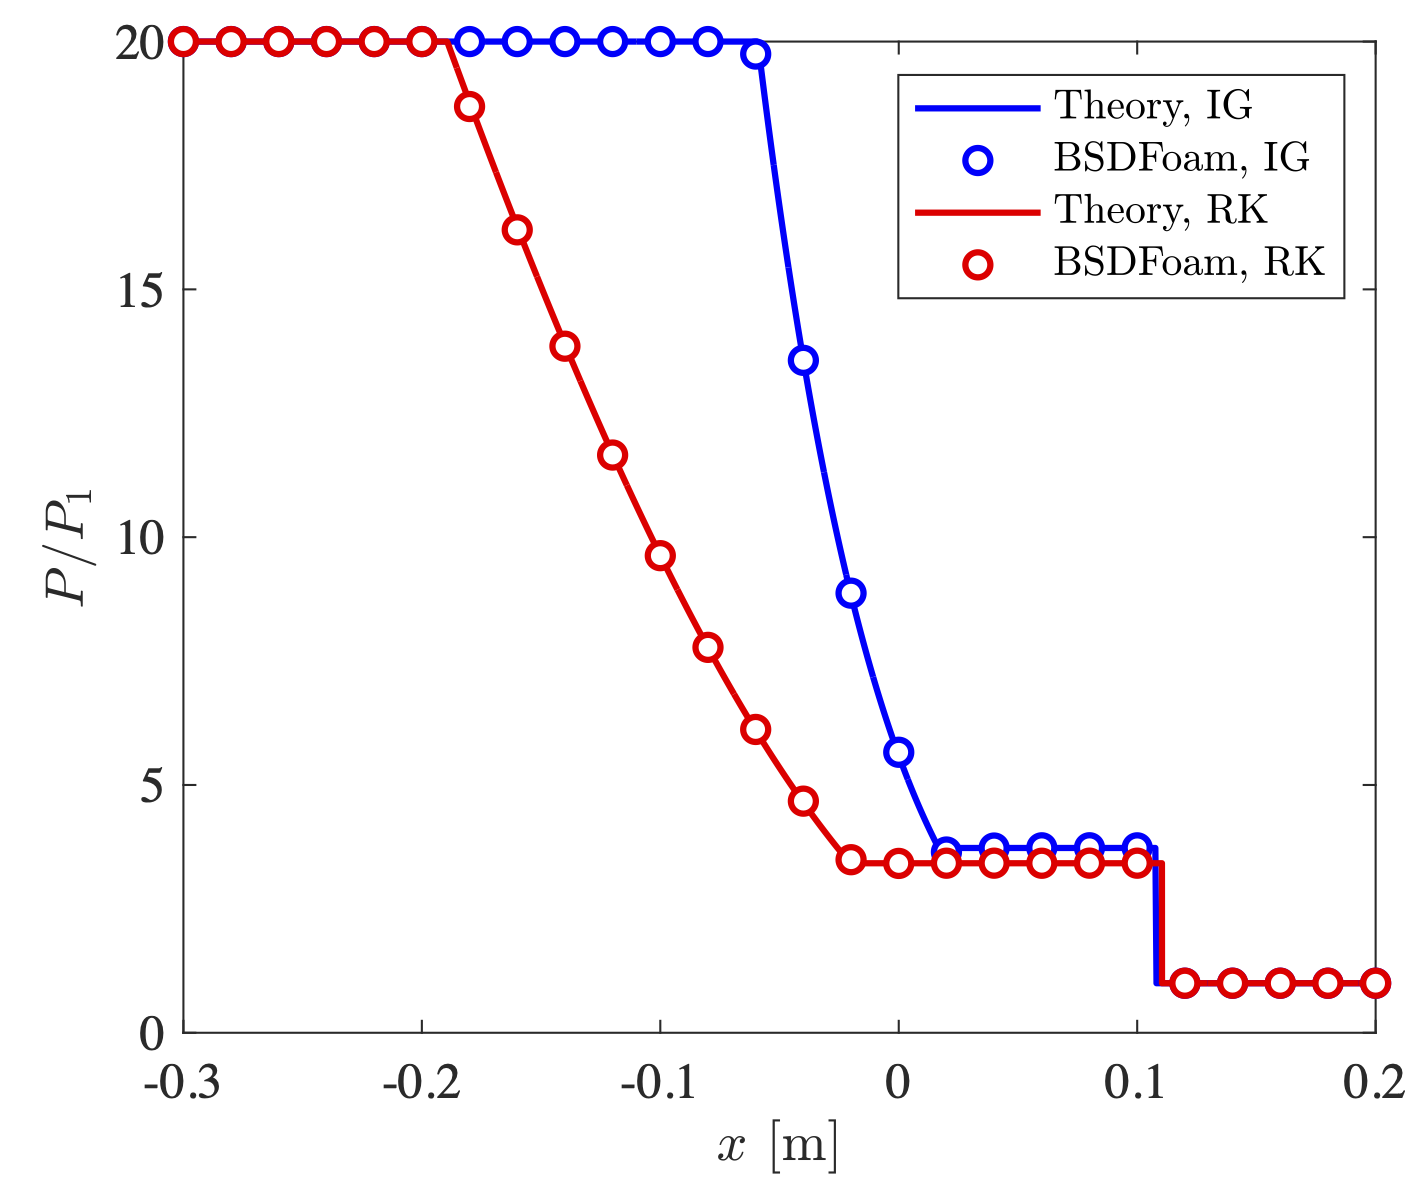 20
15
10
5
0
-0.3
-0.2
-0.1
0
0.1
0.2
P/P₁
x [m]
Theory, IG
BSDFoam, IG
Theory, RK
BSDFoam, RK